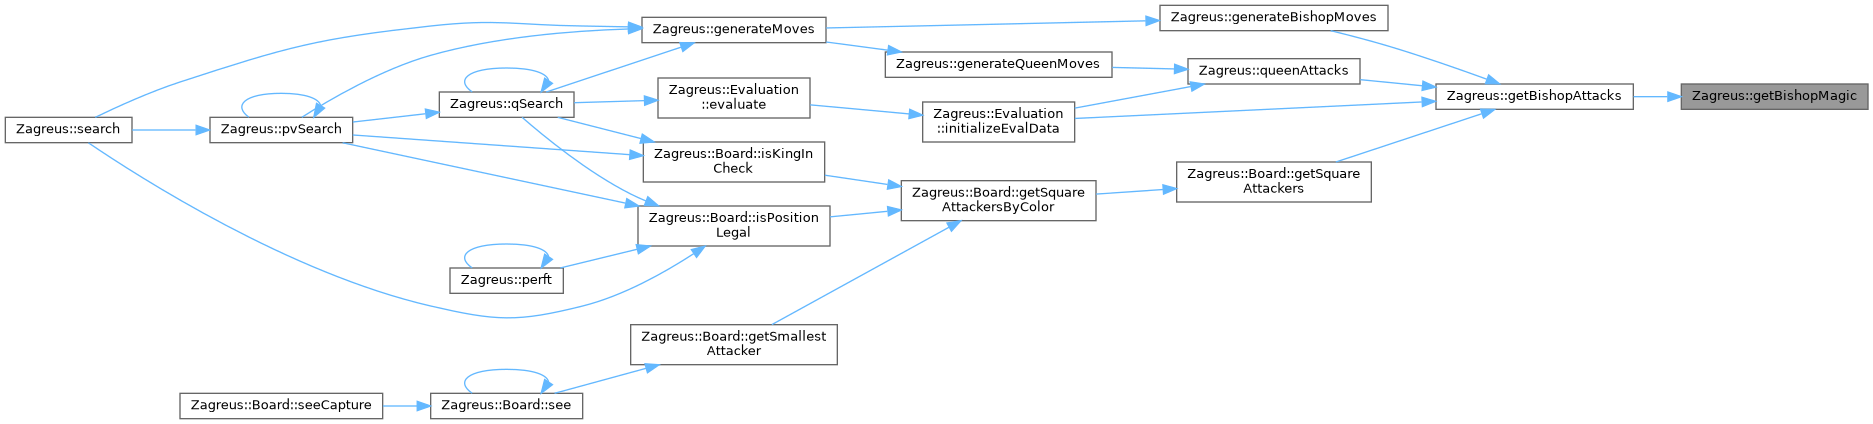 Zagreus::generateMoves
Zagreus::generateBishopMoves
Zagreus::generateQueenMoves
Zagreus::queenAttacks
Zagreus::qSearch
Zagreus::Evaluation
::evaluate
Zagreus::getBishopAttacks
Zagreus::getBishopMagic
Zagreus::search
Zagreus::pvSearch
Zagreus::Evaluation
::initializeEvalData
Zagreus::Board::isKingIn
Check
Zagreus::Board::getSquare
Attackers
Zagreus::Board::getSquare
AttackersByColor
Zagreus::Board::isPosition
Legal
Zagreus::perft
Zagreus::Board::getSmallest
Attacker
Zagreus::Board::seeCapture
Zagreus::Board::see